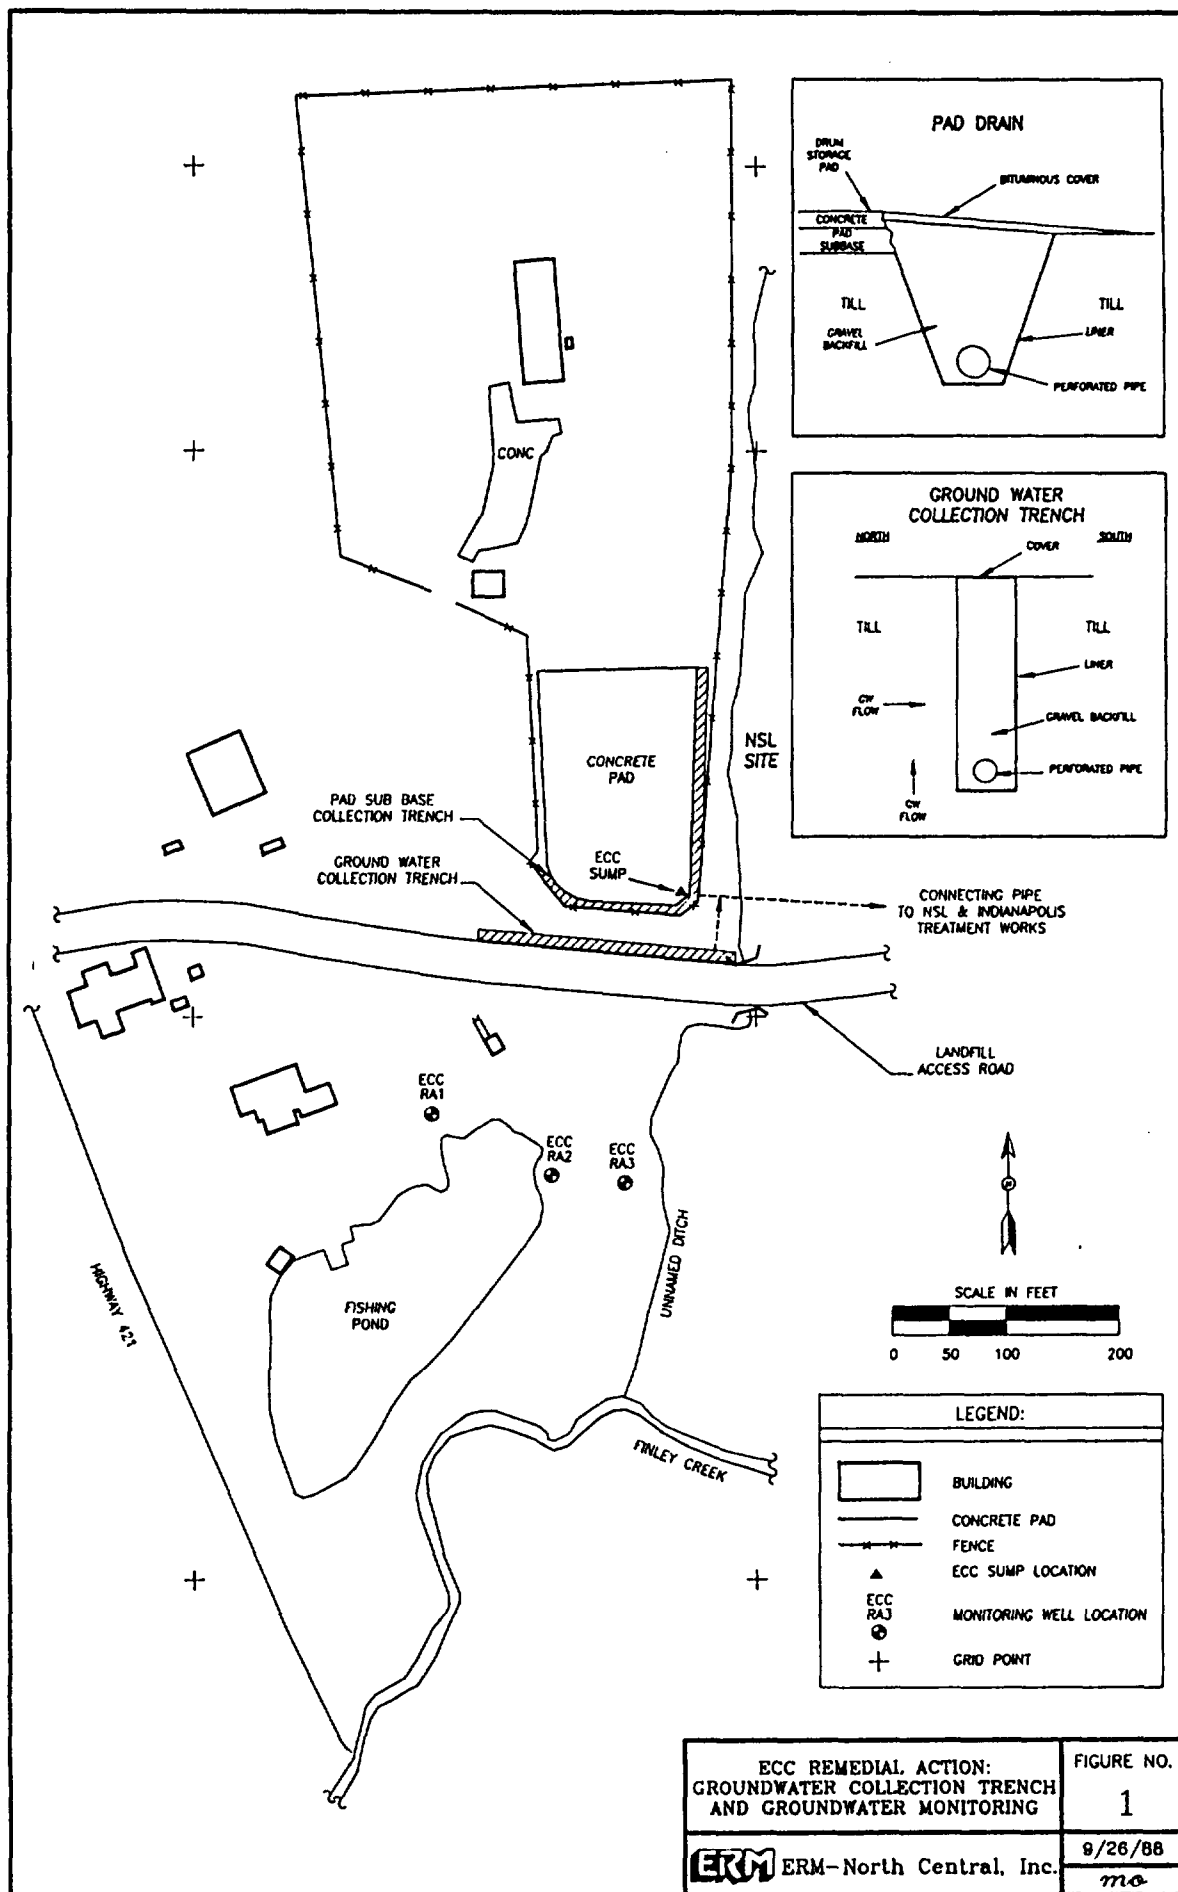 PAD DRAIN
DRUM
STORAGE
PAD
BITUMINOUS COVER
CONCRETE
PAD
SUBBASE
TILL
TILL
GRAVEL
BACKFILL
LINER
PERFORATED PIPE
GROUND WATER
COLLECTION TRENCH
NORTH
SOUTH
COVER
TILL
TILL
LINER
GW
FLOW
GRAVEL BACKFILL
PERFORATED PIPE
GW
FLOW
CONC
NSL
SITE
CONCRETE
PAD
PAD SUB BASE
COLLECTION TRENCH
GROUND WATER
COLLECTION TRENCH
ECC
SUMP
CONNECTING PIPE
TO NSL & INDIANAPOLIS
TREATMENT WORKS
LANDFILL
ACCESS ROAD
ECC
RA1
ECC
RA2
ECC
RA3
HIGHWAY 421
FISHING
POND
UNNAMED DITCH
FINLEY CREEK
SCALE IN FEET
0 50 100 200
LEGEND:
BUILDING
CONCRETE PAD
FENCE
ECC SUMP LOCATION
ECC
RA3
MONITORING WELL LOCATION
GRID POINT
ECC REMEDIAL ACTION:
GROUNDWATER COLLECTION TRENCH
AND GROUNDWATER MONITORING
FIGURE NO.
1
ERM ERM-North Central, Inc.
9/26/88
mo